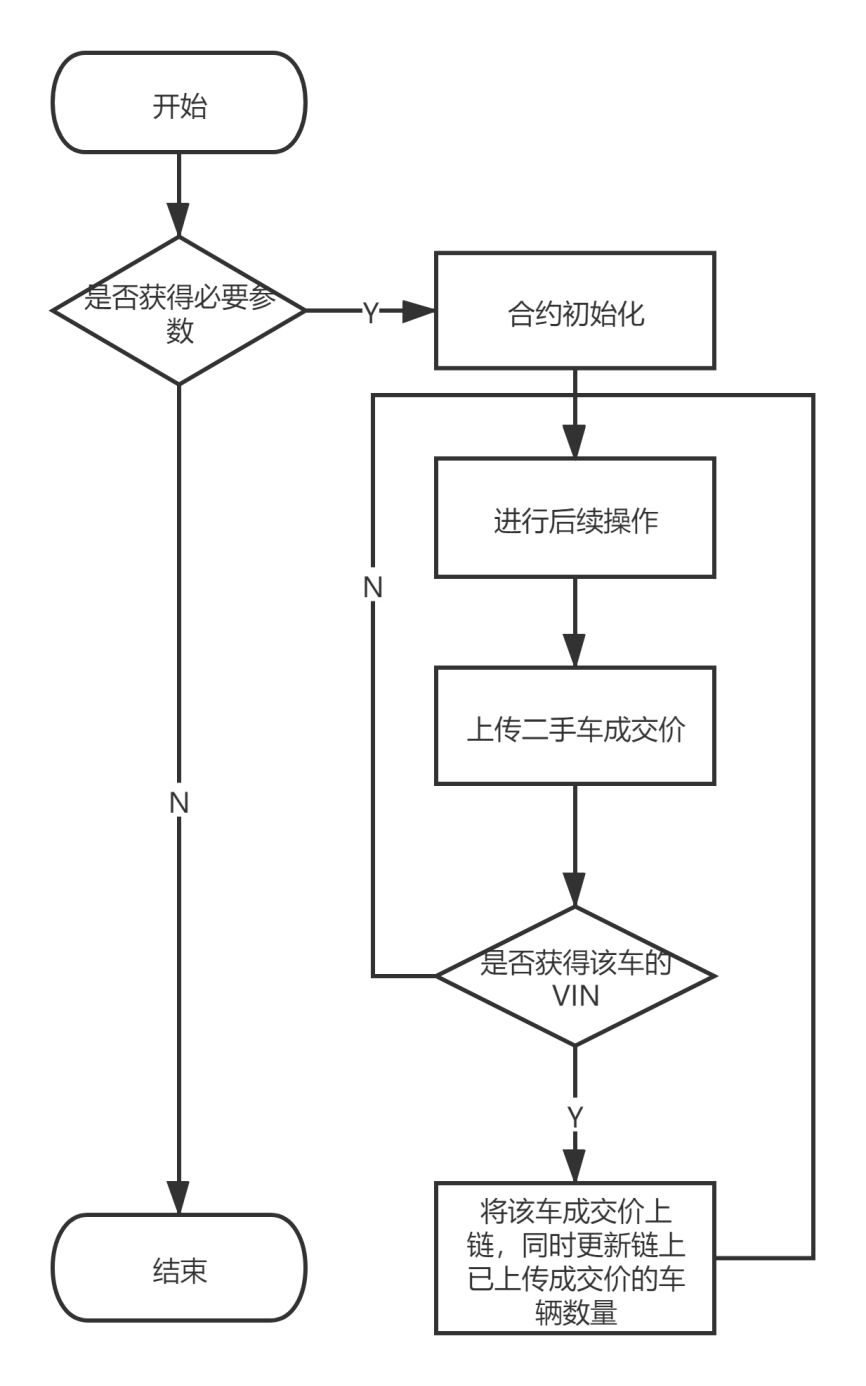 开始
是否获得必要参
数
Y
合约初始化
进行后续操作
N
上传二手车成交价
N
是否获得该车的
VIN
Y
将该车成交价上
链，同时更新链上
已上传成交价的车
辆数量
结束